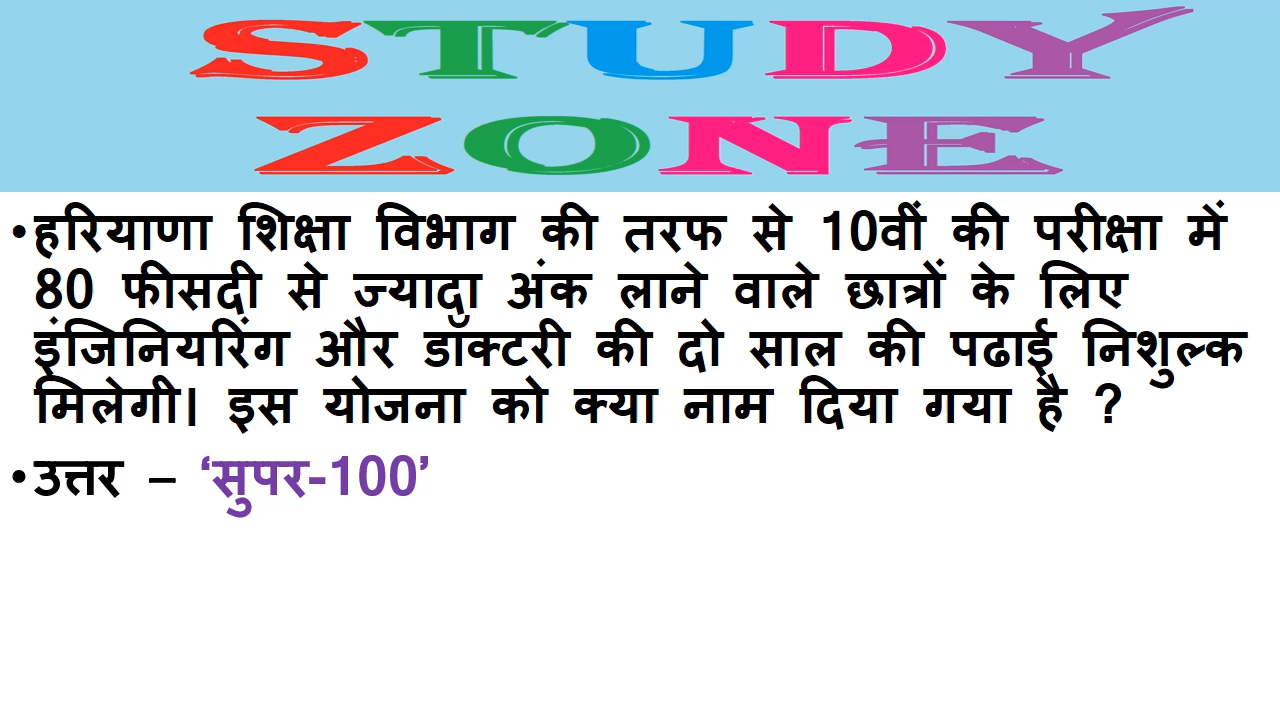 STUDY
ZONE
•हरियाणा शिक्षा विभाग की तरफ से 10वीं की परीक्षा में
80 फीसदी से ज्यादा अंक लाने वाले छात्रों के लिए
इंजिनियरिंग और डॉक्टरी की दो साल की पढाई निशुल्क
मिलेगी। इस योजना को क्या नाम दिया गया है ?
•उत्तर – ‘सुपर-100’